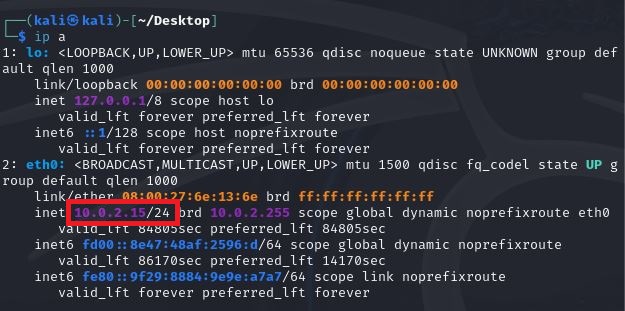 ┌──(kali㉿kali)-[~/Desktop]
└─$ ip a
1: lo: <LOOPBACK,UP,LOWER_UP> mtu 65536 qdisc noqueue state UNKNOWN group def
ault qlen 1000
    link/loopback 00:00:00:00:00:00 brd 00:00:00:00:00:00
    inet 127.0.0.1/8 scope host lo
       valid_lft forever preferred_lft forever
    inet6 ::1/128 scope host noprefixroute
       valid_lft forever preferred_lft forever
2: eth0: <BROADCAST,MULTICAST,UP,LOWER_UP> mtu 1500 qdisc fq_codel state UP g
roup default qlen 1000
    link/ether 08:00:27:6e:13:6e brd ff:ff:ff:ff:ff:ff
    inet 10.0.2.15/24 brd 10.0.2.255 scope global dynamic noprefixroute eth0
       valid_lft 84805sec preferred_lft 84805sec
    inet6 fd00::8e47:48af:2596:d/64 scope global dynamic noprefixroute
       valid_lft 86170sec preferred_lft 14170sec
    inet6 fe80::9f29:8884:9e9e:a7a7/64 scope link noprefixroute
       valid_lft forever preferred_lft forever